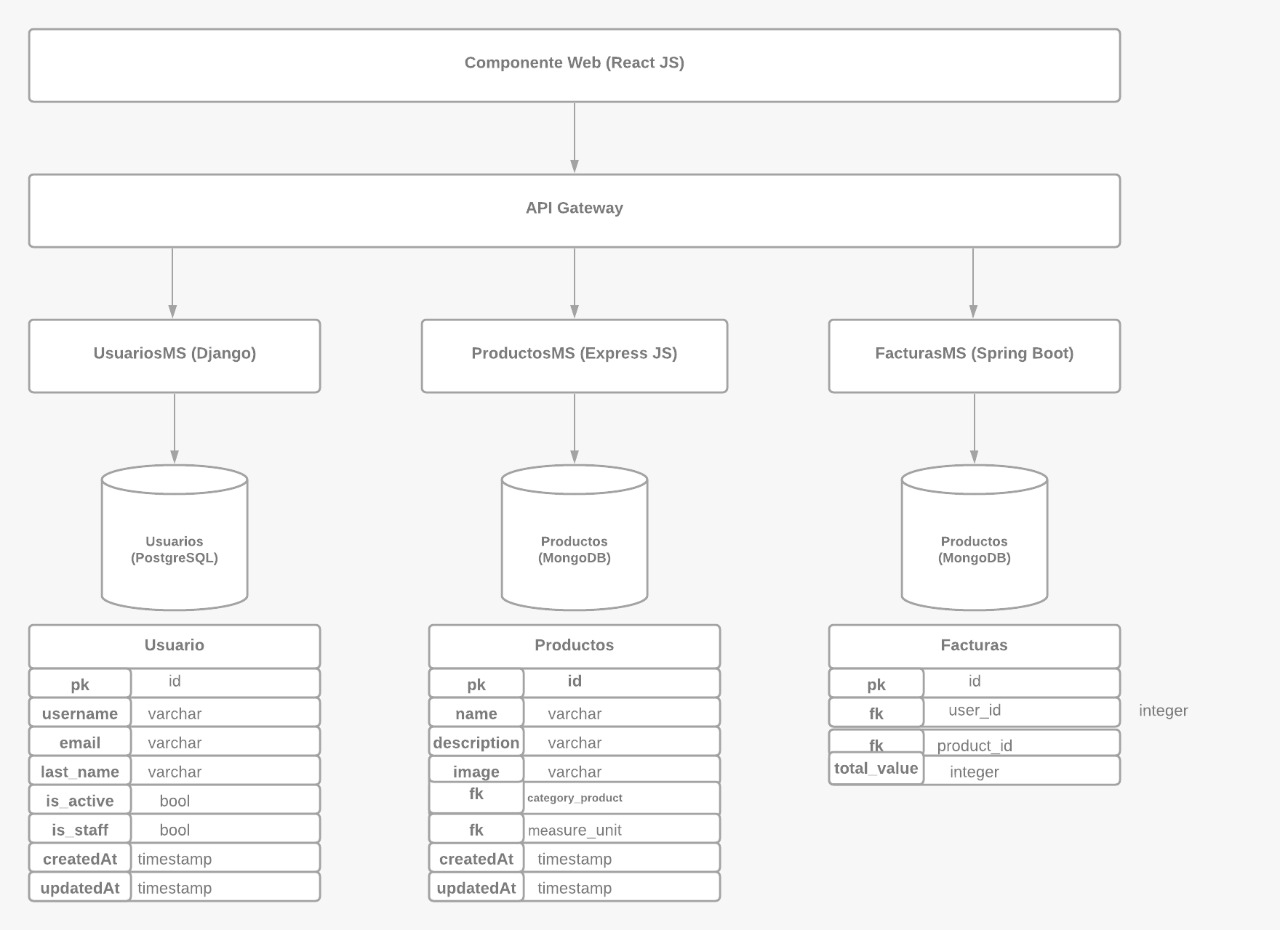 Componente Web (React JS)
API Gateway
UsuariosMS (Django)
ProductosMS (Express JS)
FacturasMS (Spring Boot)
Usuarios
(PostgreSQL)
Productos
(MongoDB)
Productos
(MongoDB)
Usuario
pk id
username varchar
email varchar
last_name varchar
is_active bool
is_staff bool
createdAt timestamp
updatedAt timestamp
Productos
pk id
name varchar
description varchar
image varchar
fk category_product
fk measure_unit
createdAt timestamp
updatedAt timestamp
Facturas
pk id
fk user_id integer
fk product_id
total_value integer